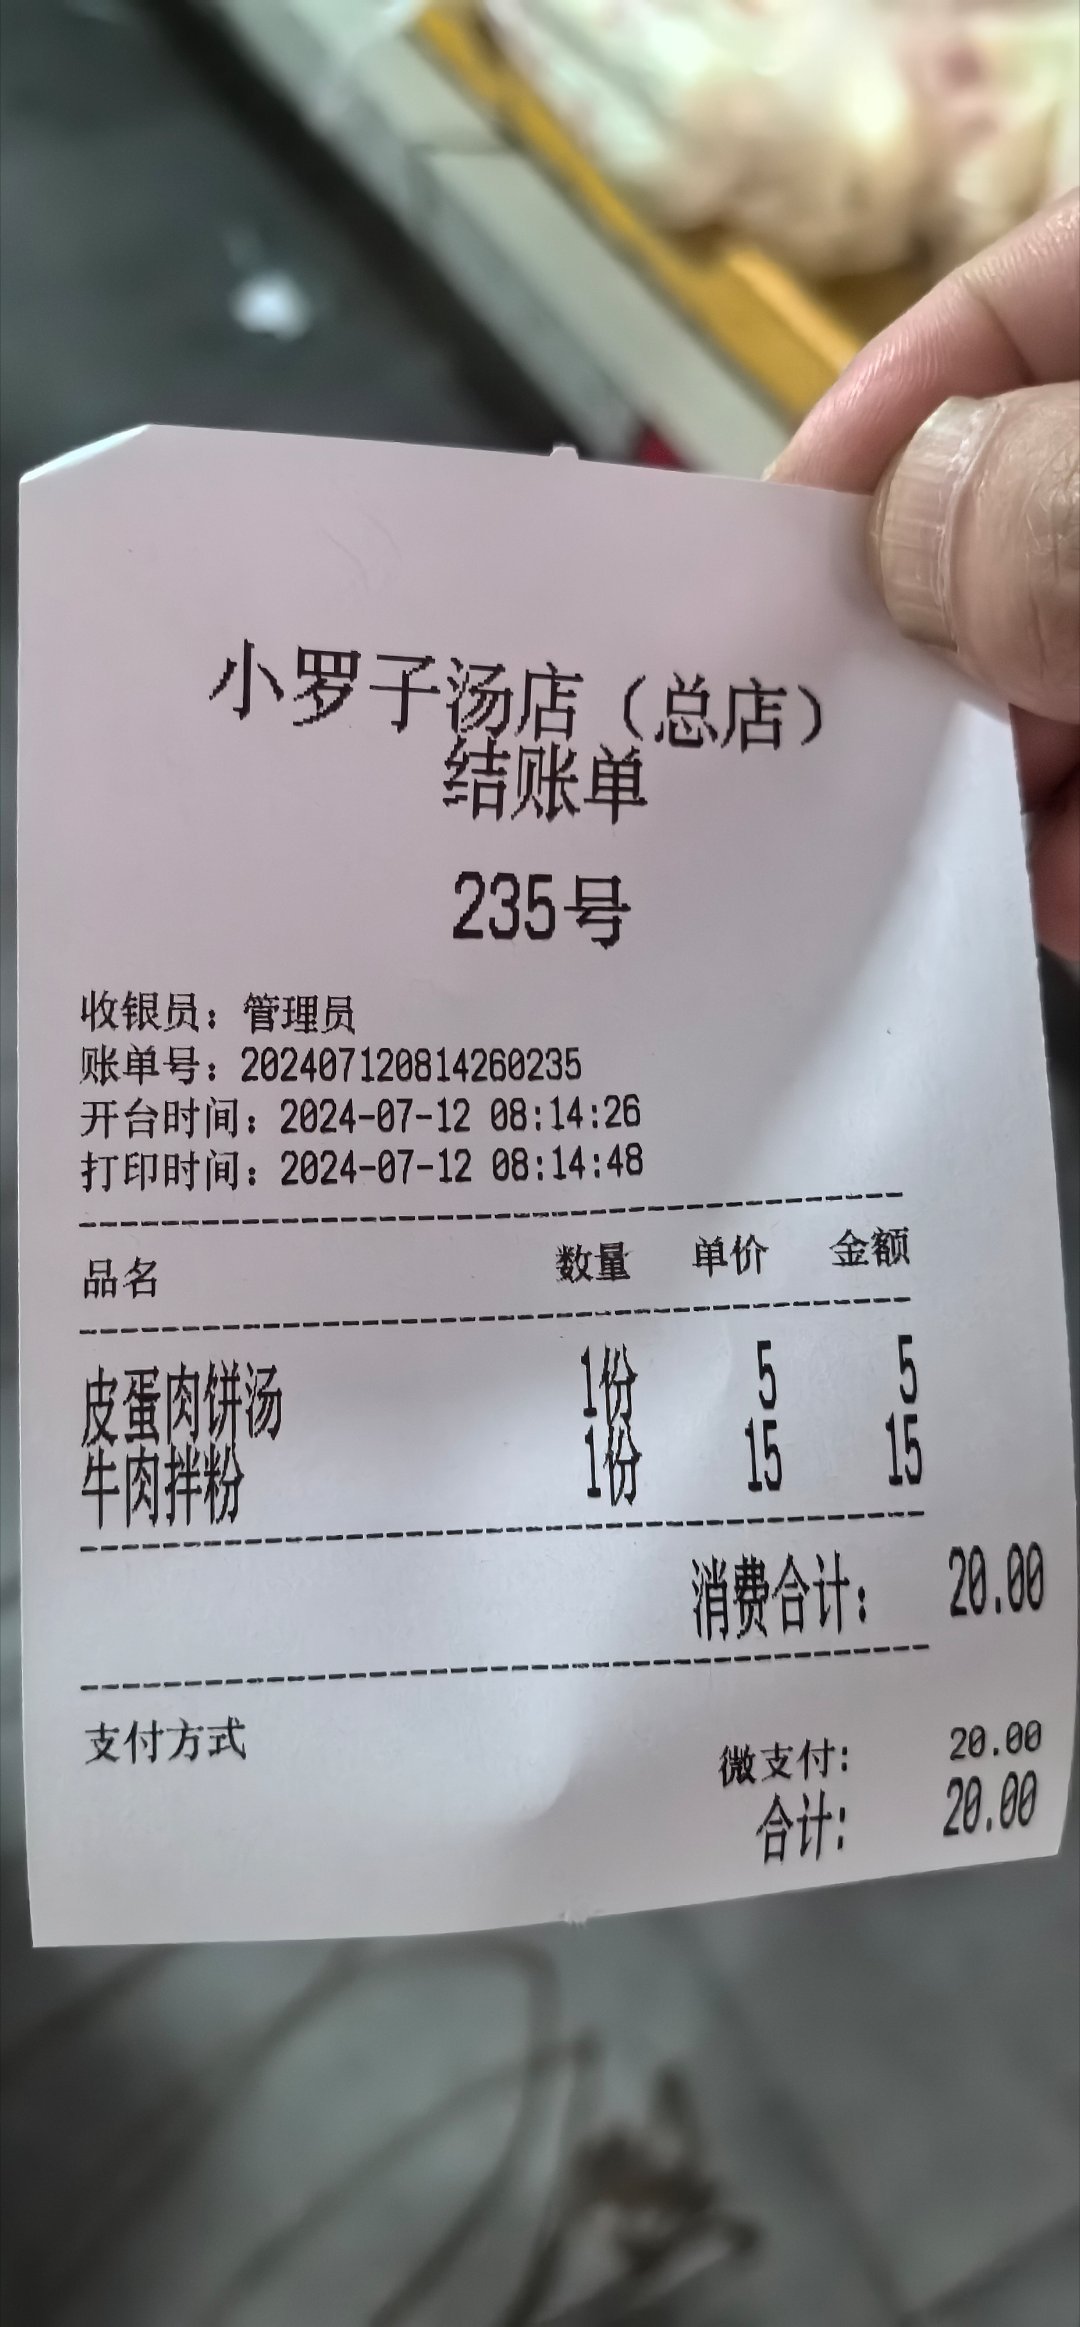 小罗子汤店（总店）
结账单
235号
收银员：管理员
账单号：202407120814260235
开台时间：2024-07-12 08:14:26
打印时间：2024-07-12 08:14:48
品名 数量 单价 金额
皮蛋肉饼汤 1份 5 5
牛肉拌粉 1份 15 15
消费合计： 20.00
支付方式
微支付： 20.00
合计： 20.00